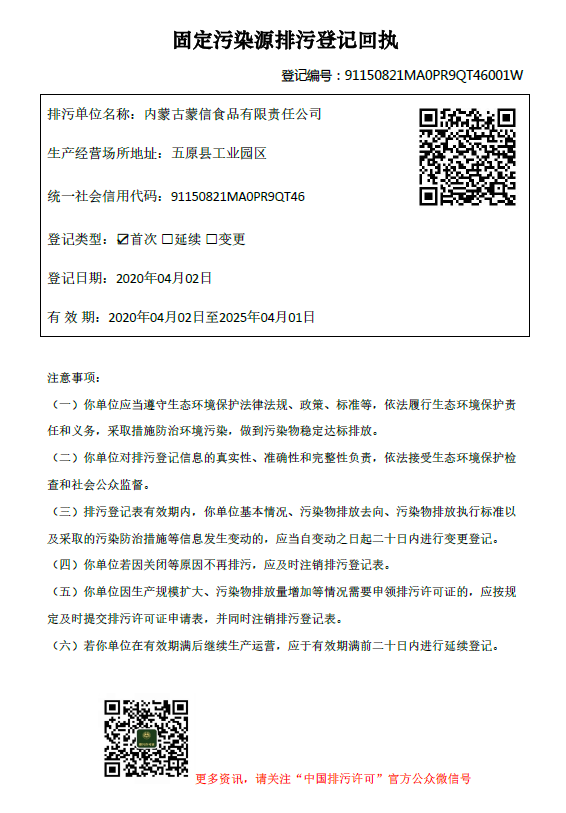 固定污染源排污登记回执
登记编号：91150821MA0PR9QT46001W
排污单位名称：内蒙古蒙信食品有限责任公司
生产经营场所地址：五原县工业园区
统一社会信用代码：91150821MA0PR9QT46
登记类型：☑首次 □延续 □变更
登记日期：2020年04月02日
有 效 期：2020年04月02日至2025年04月01日
注意事项：
（一）你单位应当遵守生态环境保护法律法规、政策、标准等，依法履行生态环境保护责
任和义务，采取措施防治环境污染，做到污染物稳定达标排放。
（二）你单位对排污登记信息的真实性、准确性和完整性负责，依法接受生态环境保护检
查和社会公众监督。
（三）排污登记表有效期内，你单位基本情况、污染物排放去向、污染物排放执行标准以
及采取的污染防治措施等信息发生变动的，应当自变动之日起二十日内进行变更登记。
（四）你单位若因关闭等原因不再排污，应及时注销排污登记表。
（五）你单位因生产规模扩大、污染物排放量增加等情况需要申领排污许可证的，应按规
定及时提交排污许可证申请表，并同时注销排污登记表。
（六）若你单位在有效期满后继续生产运营，应于有效期满前二十日内进行延续登记。
更多资讯，请关注“中国排污许可”官方公众微信号